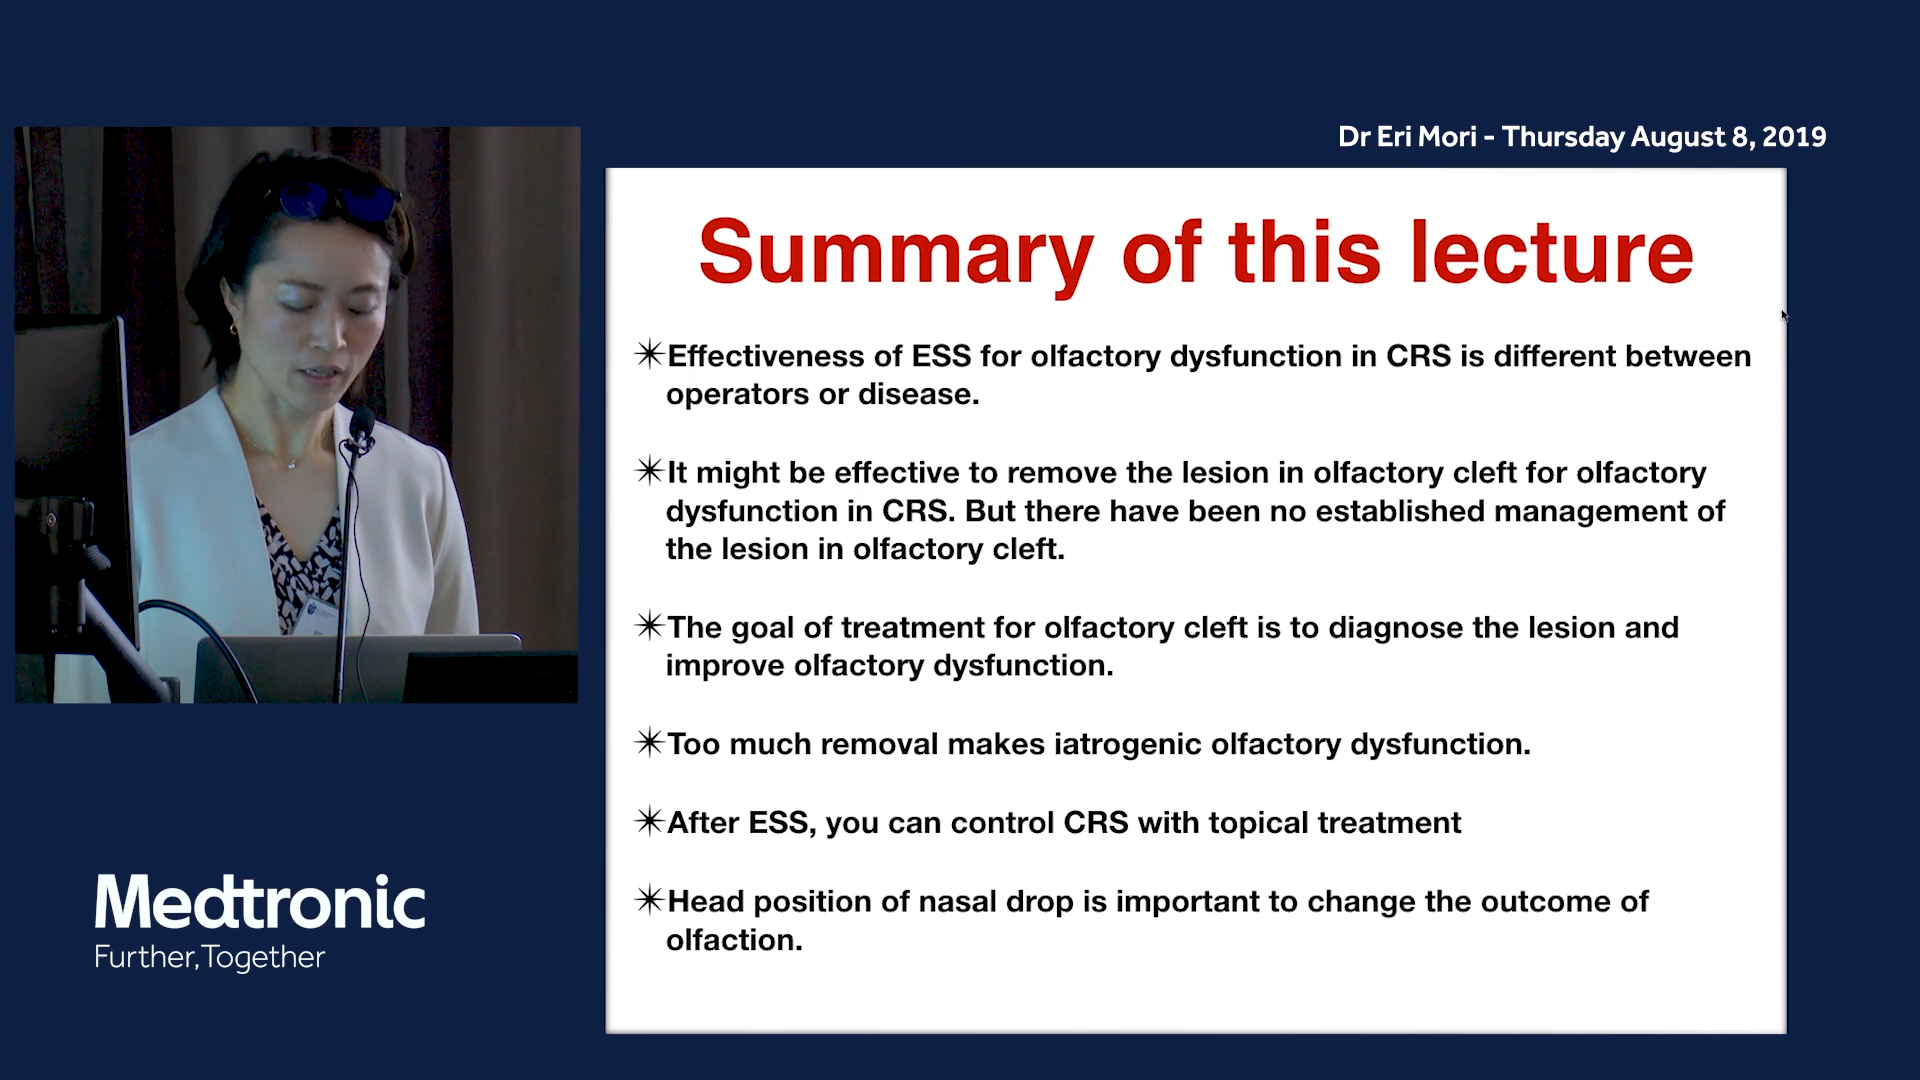 Dr Eri Mori - Thursday August 8, 2019
Summary of this lecture
✴Effectiveness of ESS for olfactory dysfunction in CRS is different between
operators or disease.
✴It might be effective to remove the lesion in olfactory cleft for olfactory
dysfunction in CRS. But there have been no established management of
the lesion in olfactory cleft.
✴The goal of treatment for olfactory cleft is to diagnose the lesion and
improve olfactory dysfunction.
✴Too much removal makes iatrogenic olfactory dysfunction.
✴After ESS, you can control CRS with topical treatment
✴Head position of nasal drop is important to change the outcome of
olfaction.
Medtronic
Further, Together